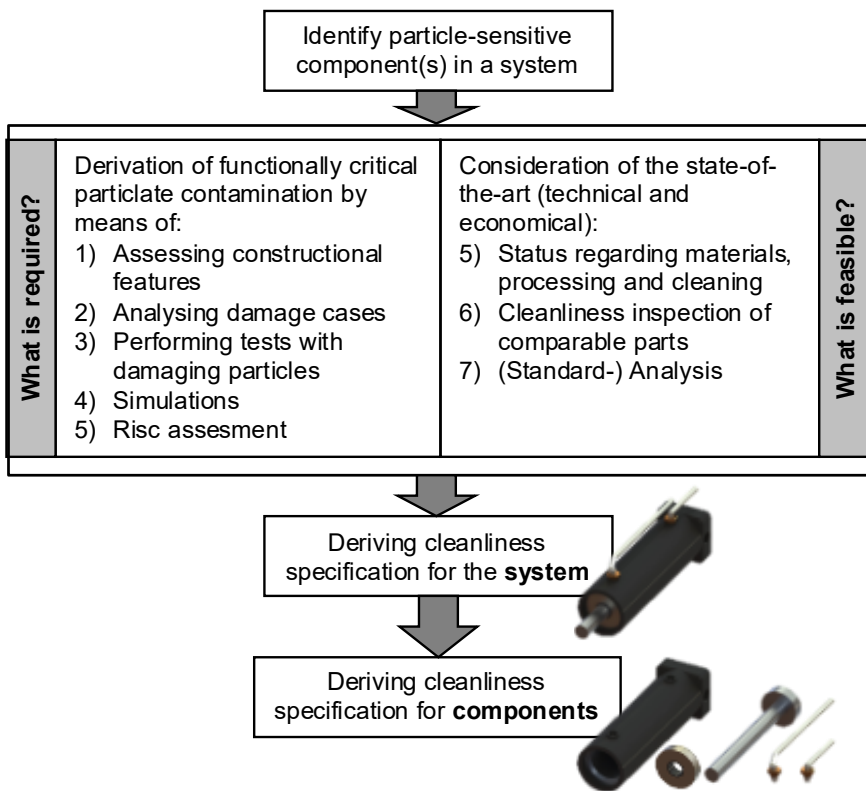 Identify particle-sensitive
component(s) in a system
What is required?
Derivation of functionally critical
particlate contamination by
means of:
1) Assessing constructional
features
2) Analysing damage cases
3) Performing tests with
damaging particles
4) Simulations
5) Risc assesment
Consideration of the state-of-
the-art (technical and
economical):
5) Status regarding materials,
processing and cleaning
6) Cleanliness inspection of
comparable parts
7) (Standard-) Analysis
What is feasible?
Deriving cleanliness
specification for the system
Deriving cleanliness
specification for components